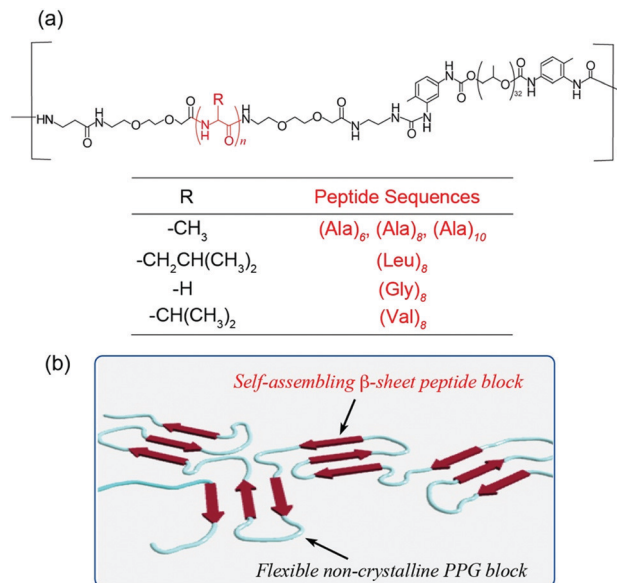 (a)
R
H
N
O
O
N
H
O
O
n
HN
O
NH
32
R Peptide Sequences
-CH₃ (Ala)₆, (Ala)₈, (Ala)₁₀
-CH₂CH(CH₃)₂ (Leu)₈
-H (Gly)₈
-CH(CH₃)₂ (Val)₈
(b)
Self-assembling β-sheet peptide block
Flexible non-crystalline PPG block